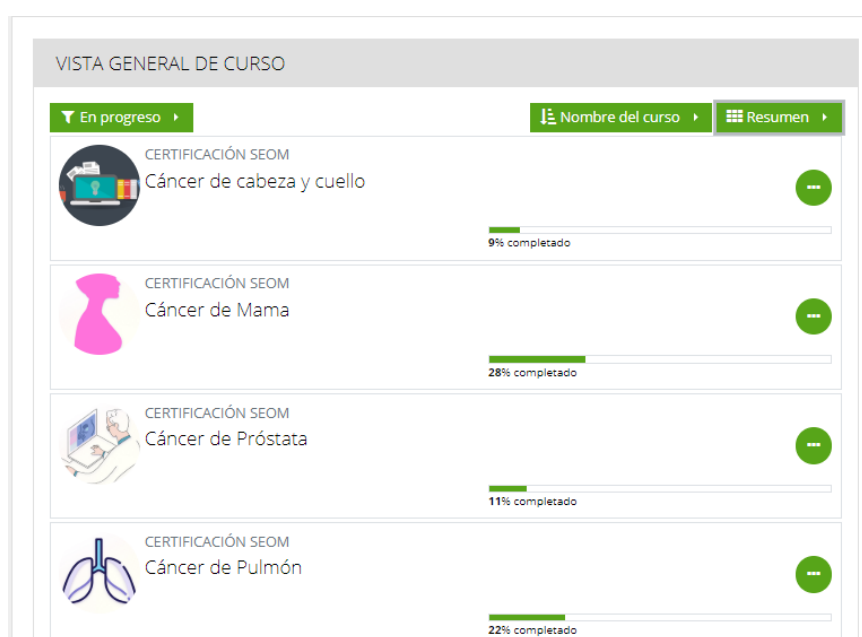 VISTA GENERAL DE CURSO
En progreso
Nombre del curso
Resumen
CERTIFICACIÓN SEOM
Cáncer de cabeza y cuello
9% completado
CERTIFICACIÓN SEOM
Cáncer de Mama
28% completado
CERTIFICACIÓN SEOM
Cáncer de Próstata
11% completado
CERTIFICACIÓN SEOM
Cáncer de Pulmón
22% completado